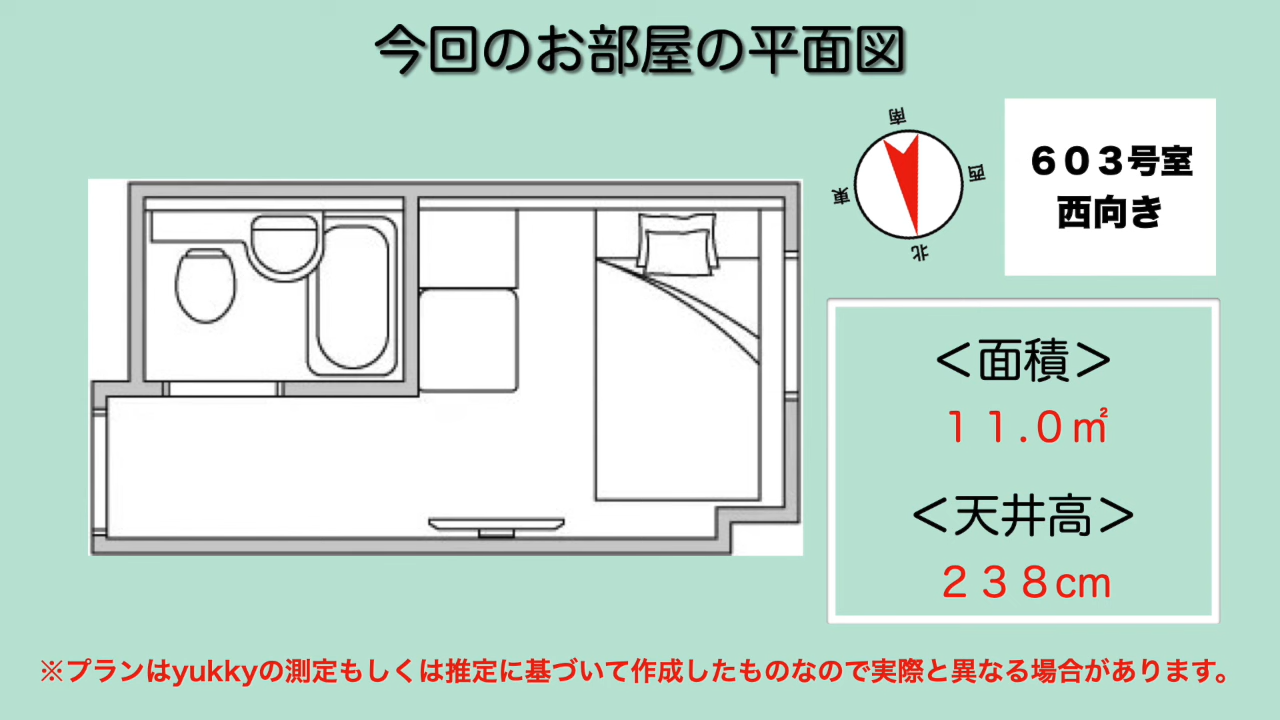 今回のお部屋の平面図
南
西
東
北
６０３号室
西向き
＜面積＞
１１.０㎡
＜天井高＞
２３８cm
※プランはyukkyの測定もしくは推定に基づいて作成したものなので実際と異なる場合があります。